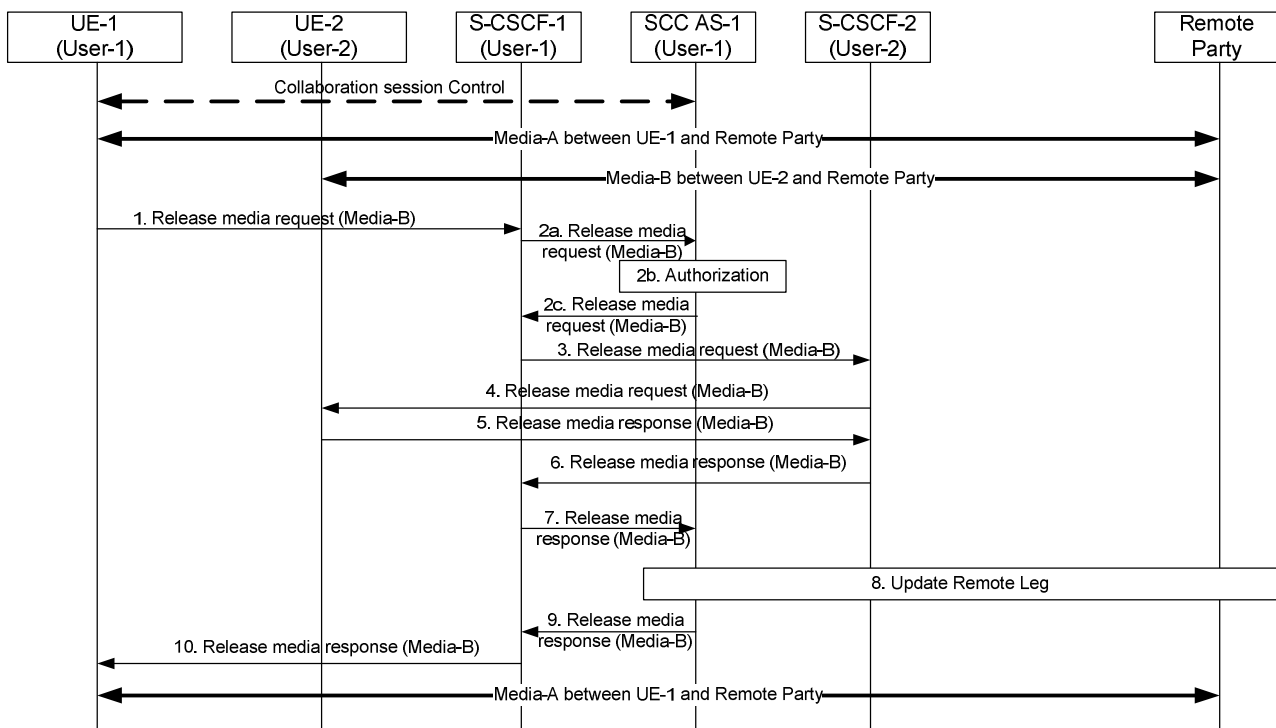 UE-1
(User-1)
UE-2
(User-2)
S-CSCF-1
(User-1)
SCC AS-1
(User-1)
S-CSCF-2
(User-2)
Remote
Party
Collaboration session Control
Media-A between UE-1 and Remote Party
Media-B between UE-2 and Remote Party
1. Release media request (Media-B)
2a. Release media
request (Media-B)
2b. Authorization
2c. Release media
request (Media-B)
3. Release media request (Media-B)
4. Release media request (Media-B)
5. Release media response (Media-B)
6. Release media response (Media-B)
7. Release media
response (Media-B)
8. Update Remote Leg
9. Release media
response (Media-B)
10. Release media response (Media-B)
Media-A between UE-1 and Remote Party